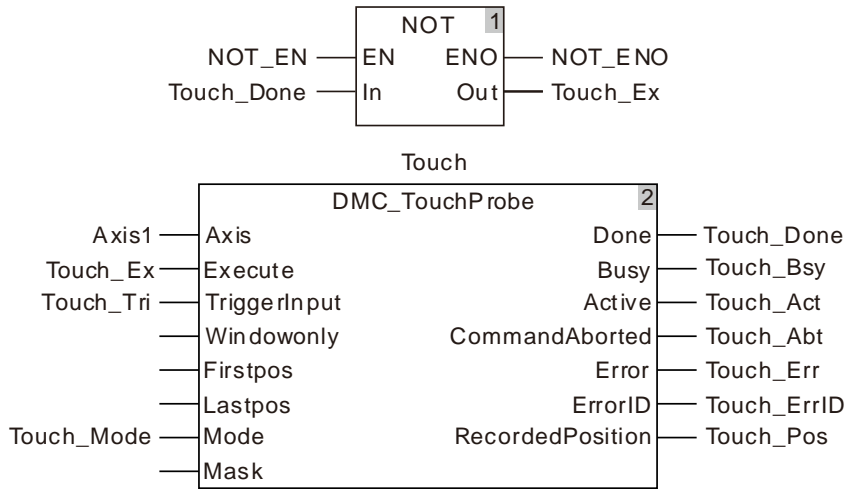 NOT 1
NOT_EN EN ENO NOT_ENO
Touch_Done In Out Touch_Ex
Touch
DMC_TouchProbe 2
Axis1 Axis Done Touch_Done
Touch_Ex Execute Busy Touch_Bsy
Touch_Tri TriggerInput Active Touch_Act
Windowonly CommandAborted Touch_Abt
Firstpos Error Touch_Err
Lastpos ErrorID Touch_ErrID
Touch_Mode Mode RecordedPosition Touch_Pos
Mask